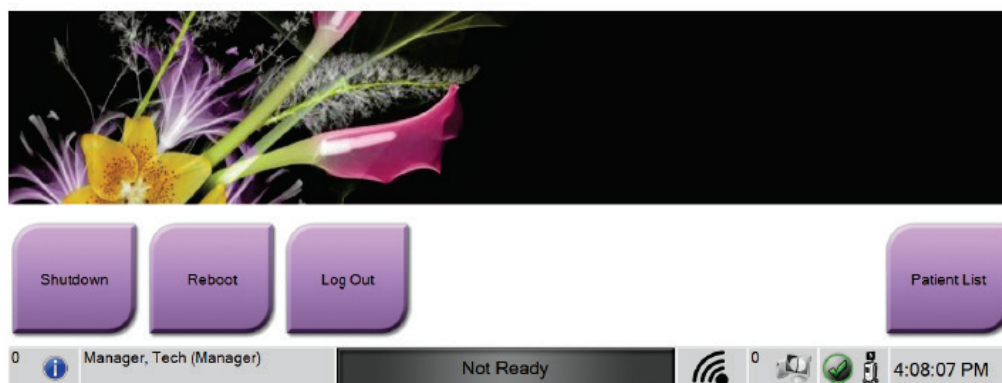 Shutdown
Reboot
Log Out
Patient List
0
Manager, Tech (Manager)
Not Ready
0
4:08:07 PM